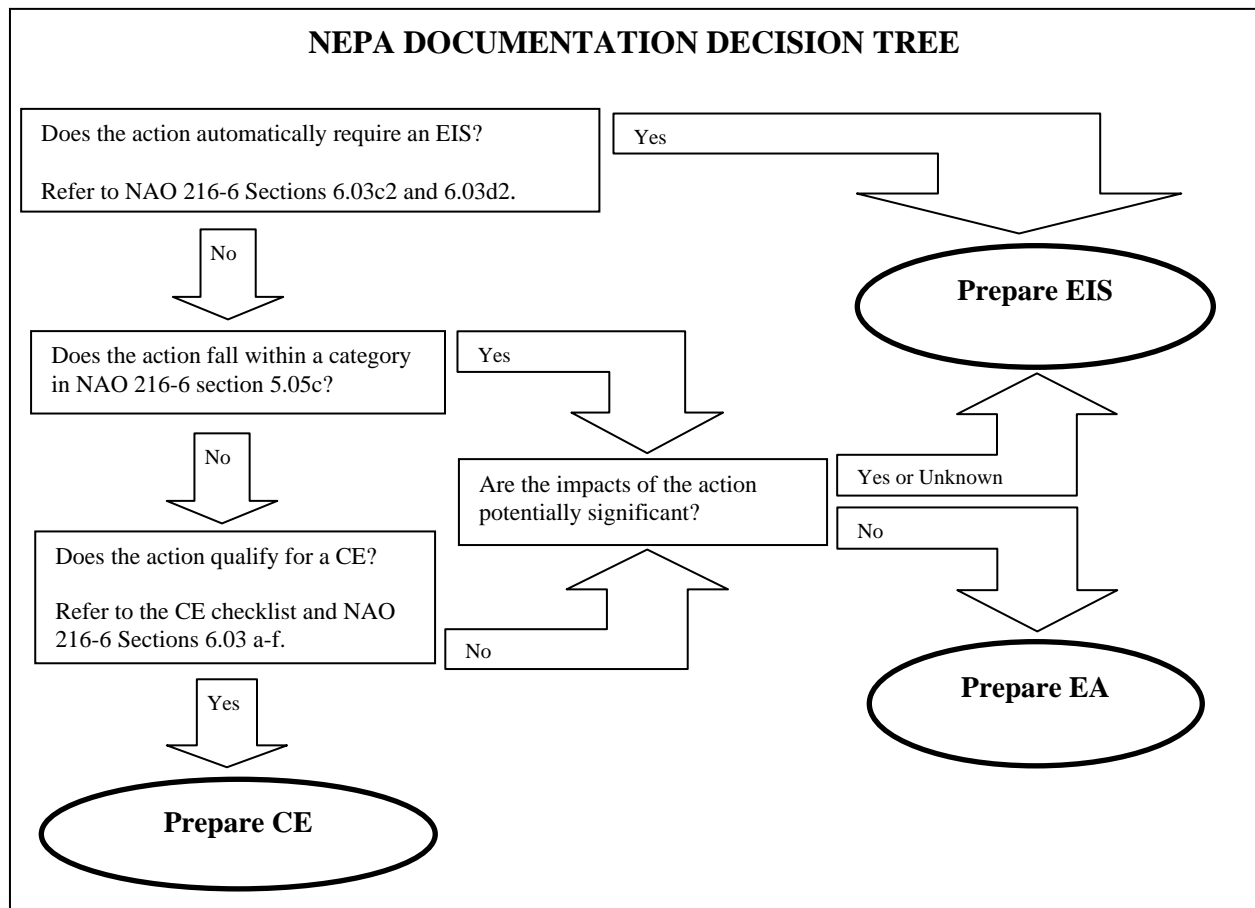 NEPA DOCUMENTATION DECISION TREE
Does the action automatically require an EIS?
Refer to NAO 216-6 Sections 6.03c2 and 6.03d2.
Yes
No
Prepare EIS
Does the action fall within a category
in NAO 216-6 section 5.05c?
Yes
No
Are the impacts of the action
potentially significant?
Yes or Unknown
No
Does the action qualify for a CE?
Refer to the CE checklist and NAO
216-6 Sections 6.03 a-f.
No
Yes
Prepare EA
Prepare CE